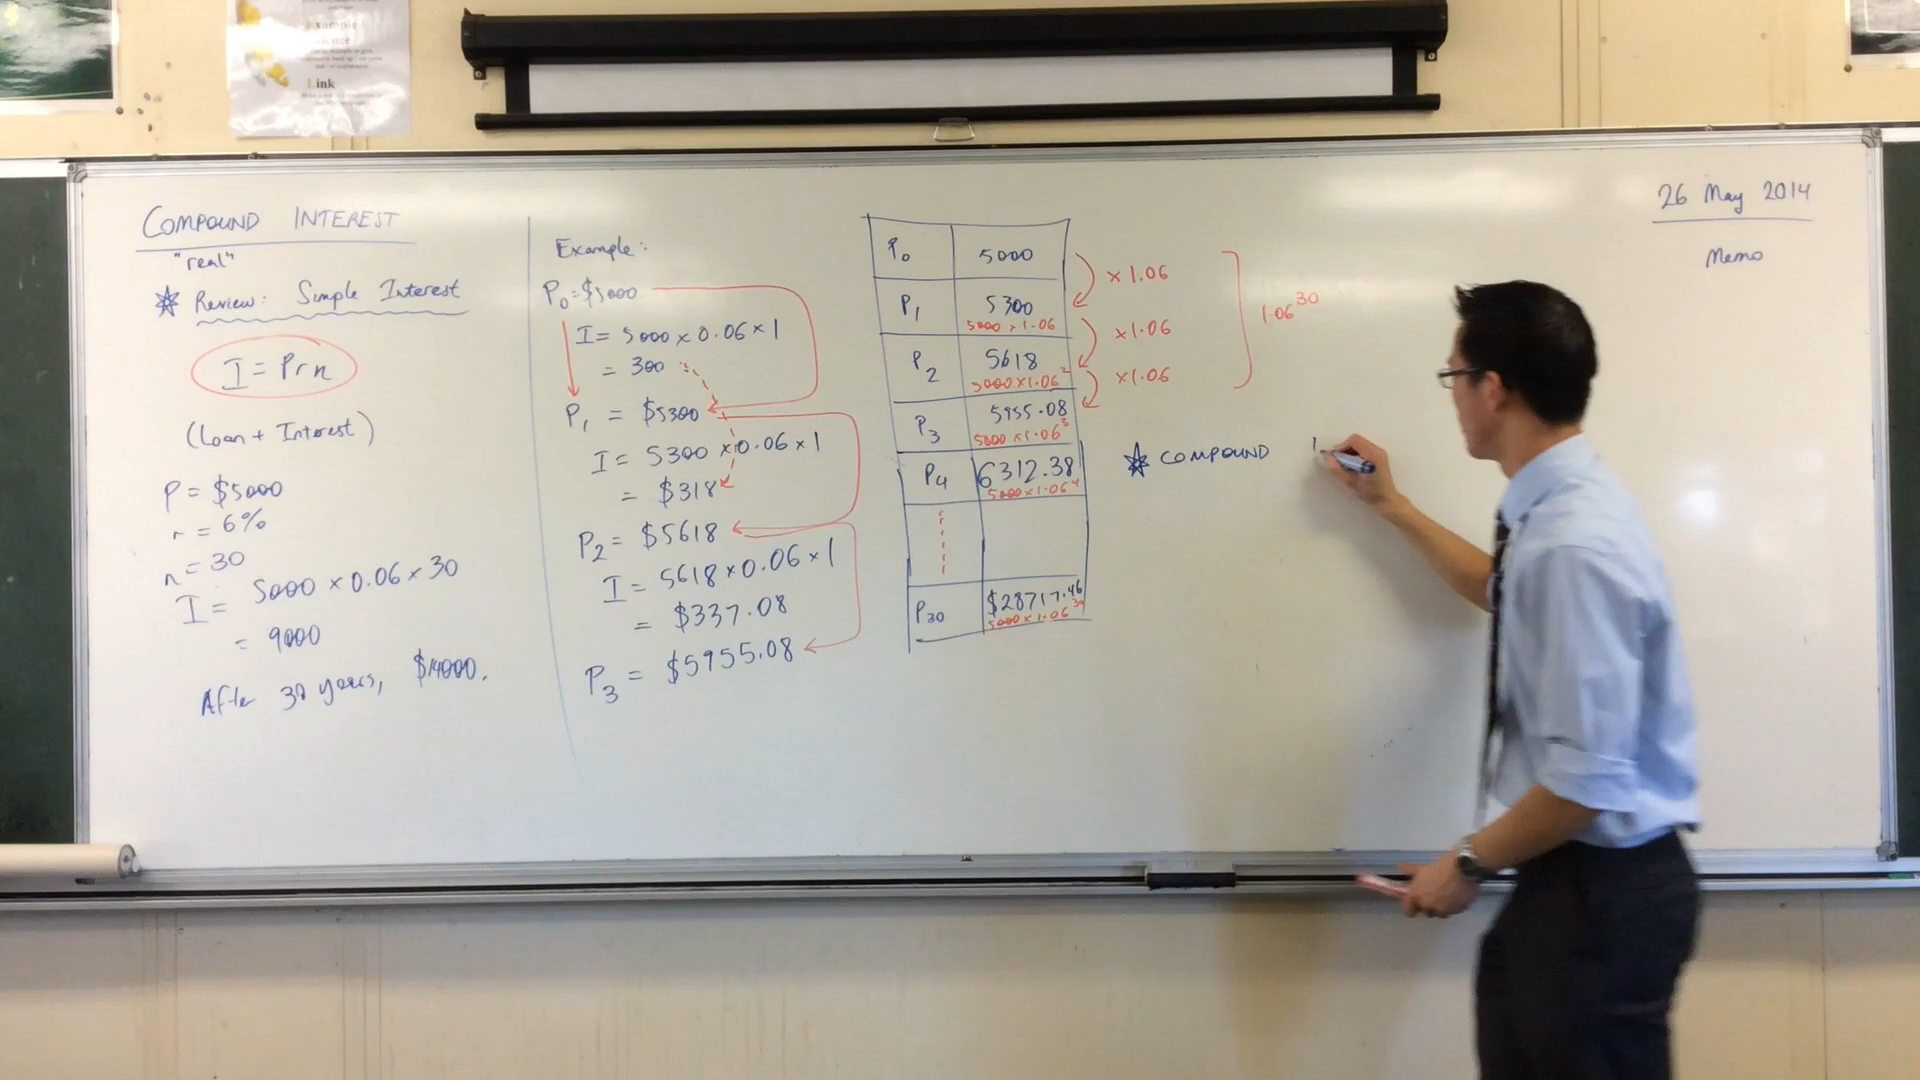 Example
Link
COMPOUND INTEREST
"real"
Review: Simple Interest
I = Prn
(Loan + Interest)
P = $5000
r = 6%
n = 30
I = 5000 × 0.06 × 30
= 9000
After 30 years, $14000.
Example:
P₀ = $5000
I = 5000 × 0.06 × 1
= 300
P₁ = $5300
I = 5300 × 0.06 × 1
= $318
P₂ = $5618
I = 5618 × 0.06 × 1
= $337.08
P₃ = $5955.08
P₀ 5000
× 1.06
P₁ 5300
5000 × 1.06
× 1.06
P₂ 5618
5000 × 1.06²
× 1.06
P₃ 5955.08
5000 × 1.06³
P₄ 6312.38
5000 × 1.06⁴
P₃₀ $28717.46
5000 × 1.06³⁰
1.06³⁰
COMPOUND
26 May 2014
Memo